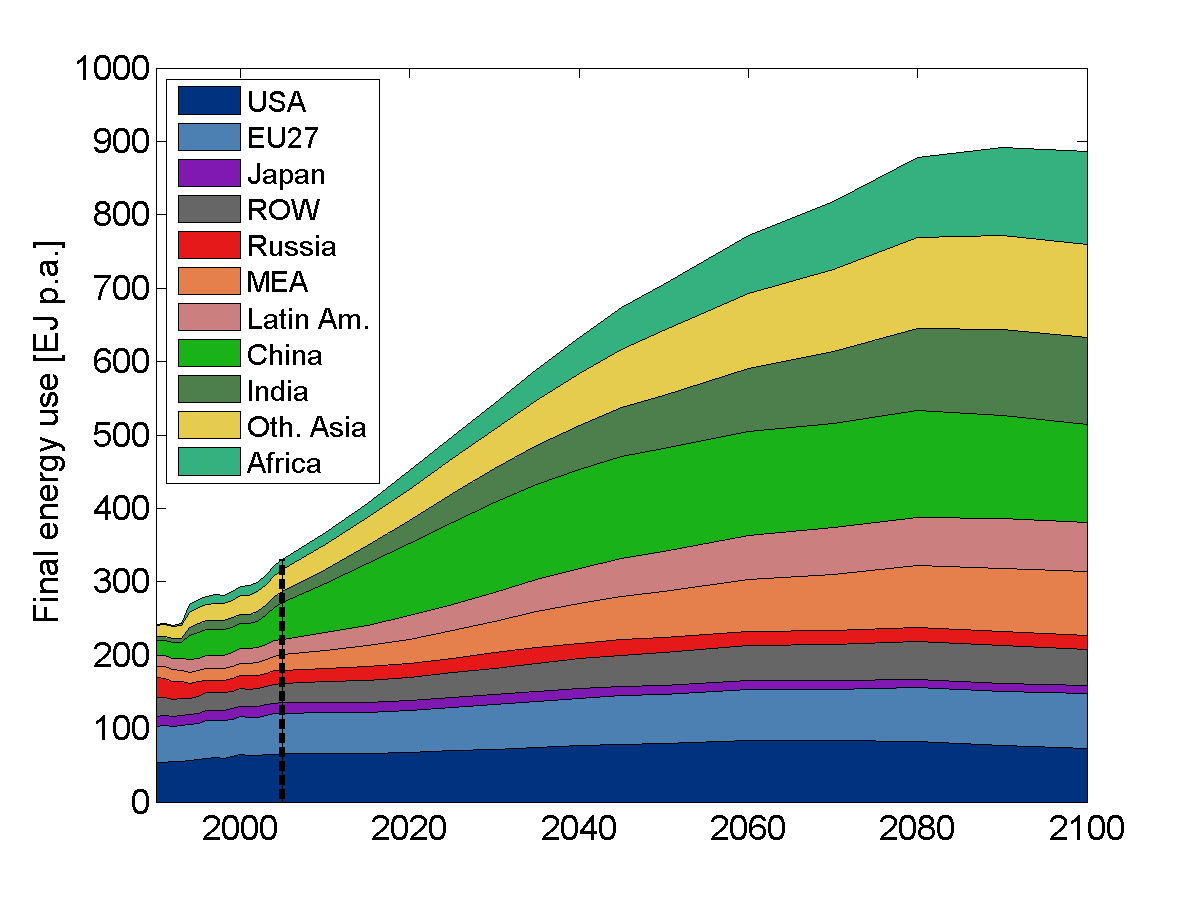 1000
900
800
700
600
500
400
300
200
100
0
Final energy use [EJ p.a.]
USA
EU27
Japan
ROW
Russia
MEA
Latin Am.
China
India
Oth. Asia
Africa
2000 2020 2040 2060 2080 2100